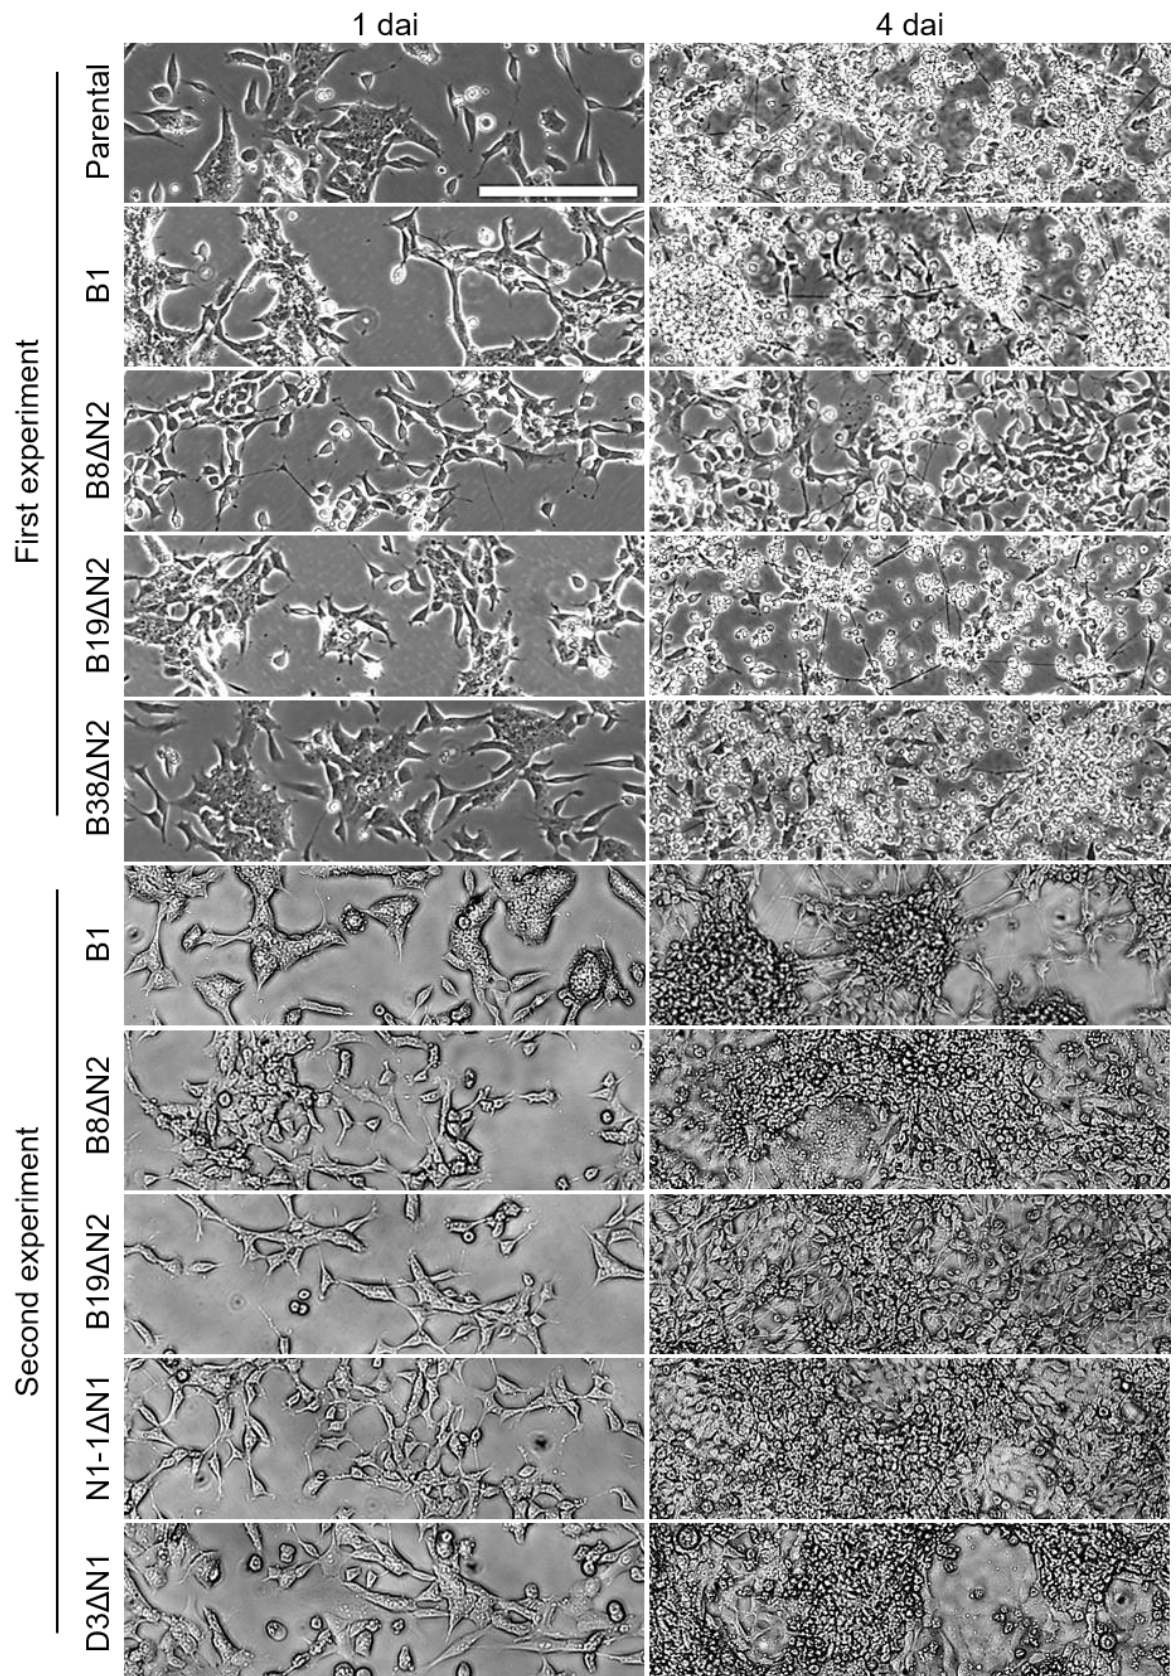 1 dai
4 dai
First experiment
Parental
B1
B8ΔN2
B19ΔN2
B38ΔN2
Second experiment
B1
B8ΔN2
B19ΔN2
N1-1ΔN1
D3ΔN1